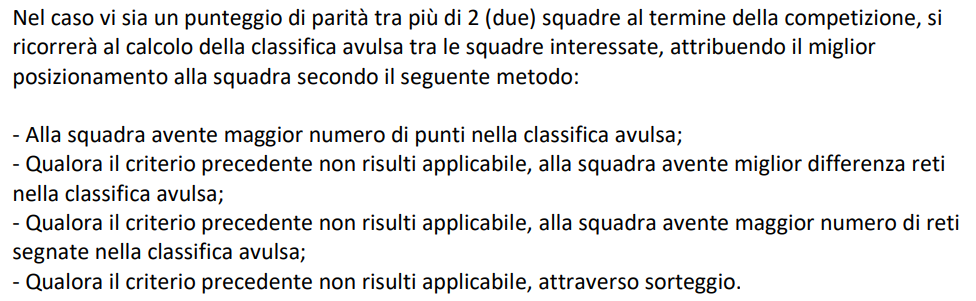 Nel caso vi sia un punteggio di parità tra più di 2 (due) squadre al termine della competizione, si
ricorrerà al calcolo della classifica avulsa tra le squadre interessate, attribuendo il miglior
posizionamento alla squadra secondo il seguente metodo:
- Alla squadra avente maggior numero di punti nella classifica avulsa;
- Qualora il criterio precedente non risulti applicabile, alla squadra avente miglior differenza reti
nella classifica avulsa;
- Qualora il criterio precedente non risulti applicabile, alla squadra avente maggior numero di reti
segnate nella classifica avulsa;
- Qualora il criterio precedente non risulti applicabile, attraverso sorteggio.